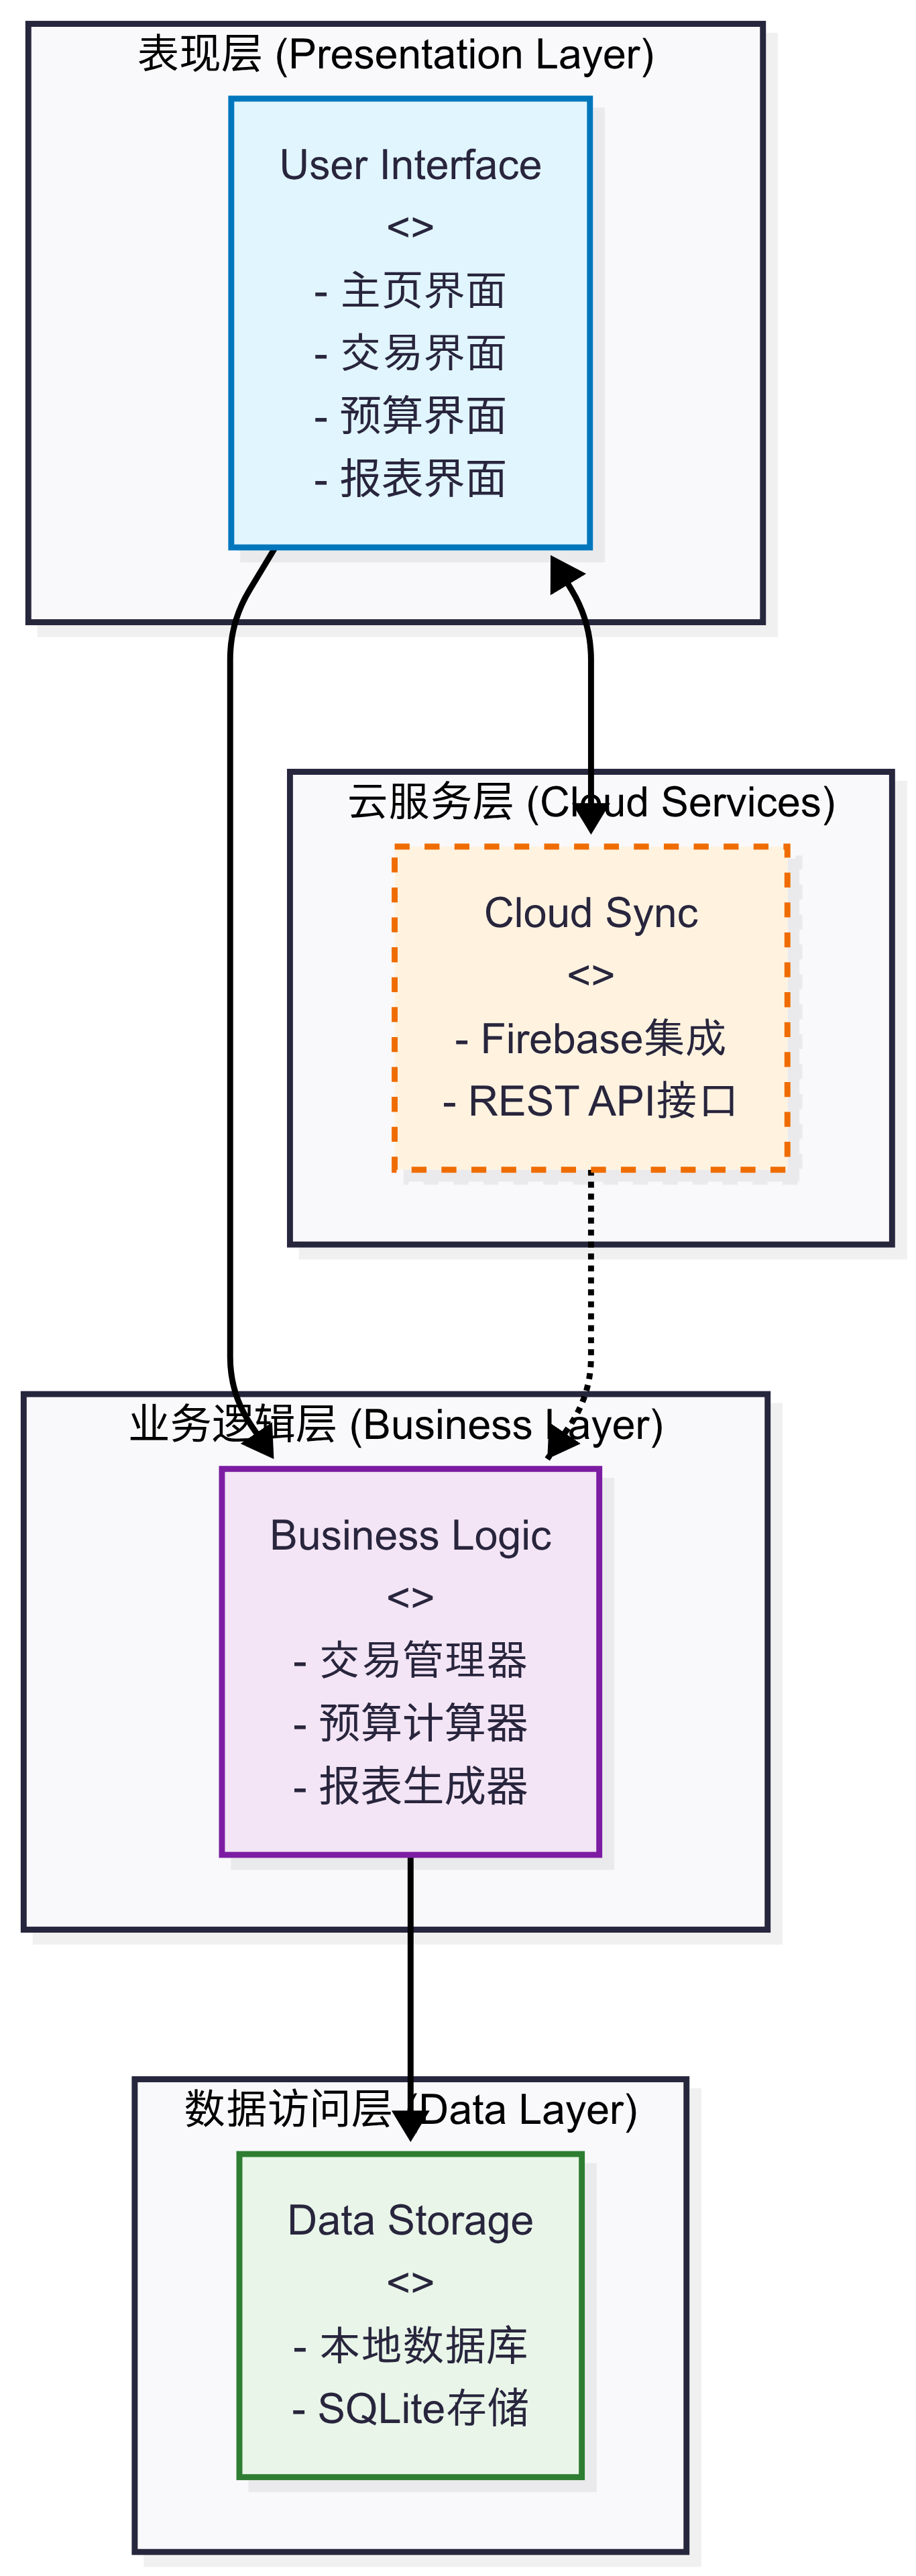 表现层 (Presentation Layer)
User Interface
<>
- 主页界面
- 交易界面
- 预算界面
- 报表界面
云服务层 (Cloud Services)
Cloud Sync
<>
- Firebase集成
- REST API接口
业务逻辑层 (Business Layer)
Business Logic
<>
- 交易管理器
- 预算计算器
- 报表生成器
数据访问层 (Data Layer)
Data Storage
<>
- 本地数据库
- SQLite存储